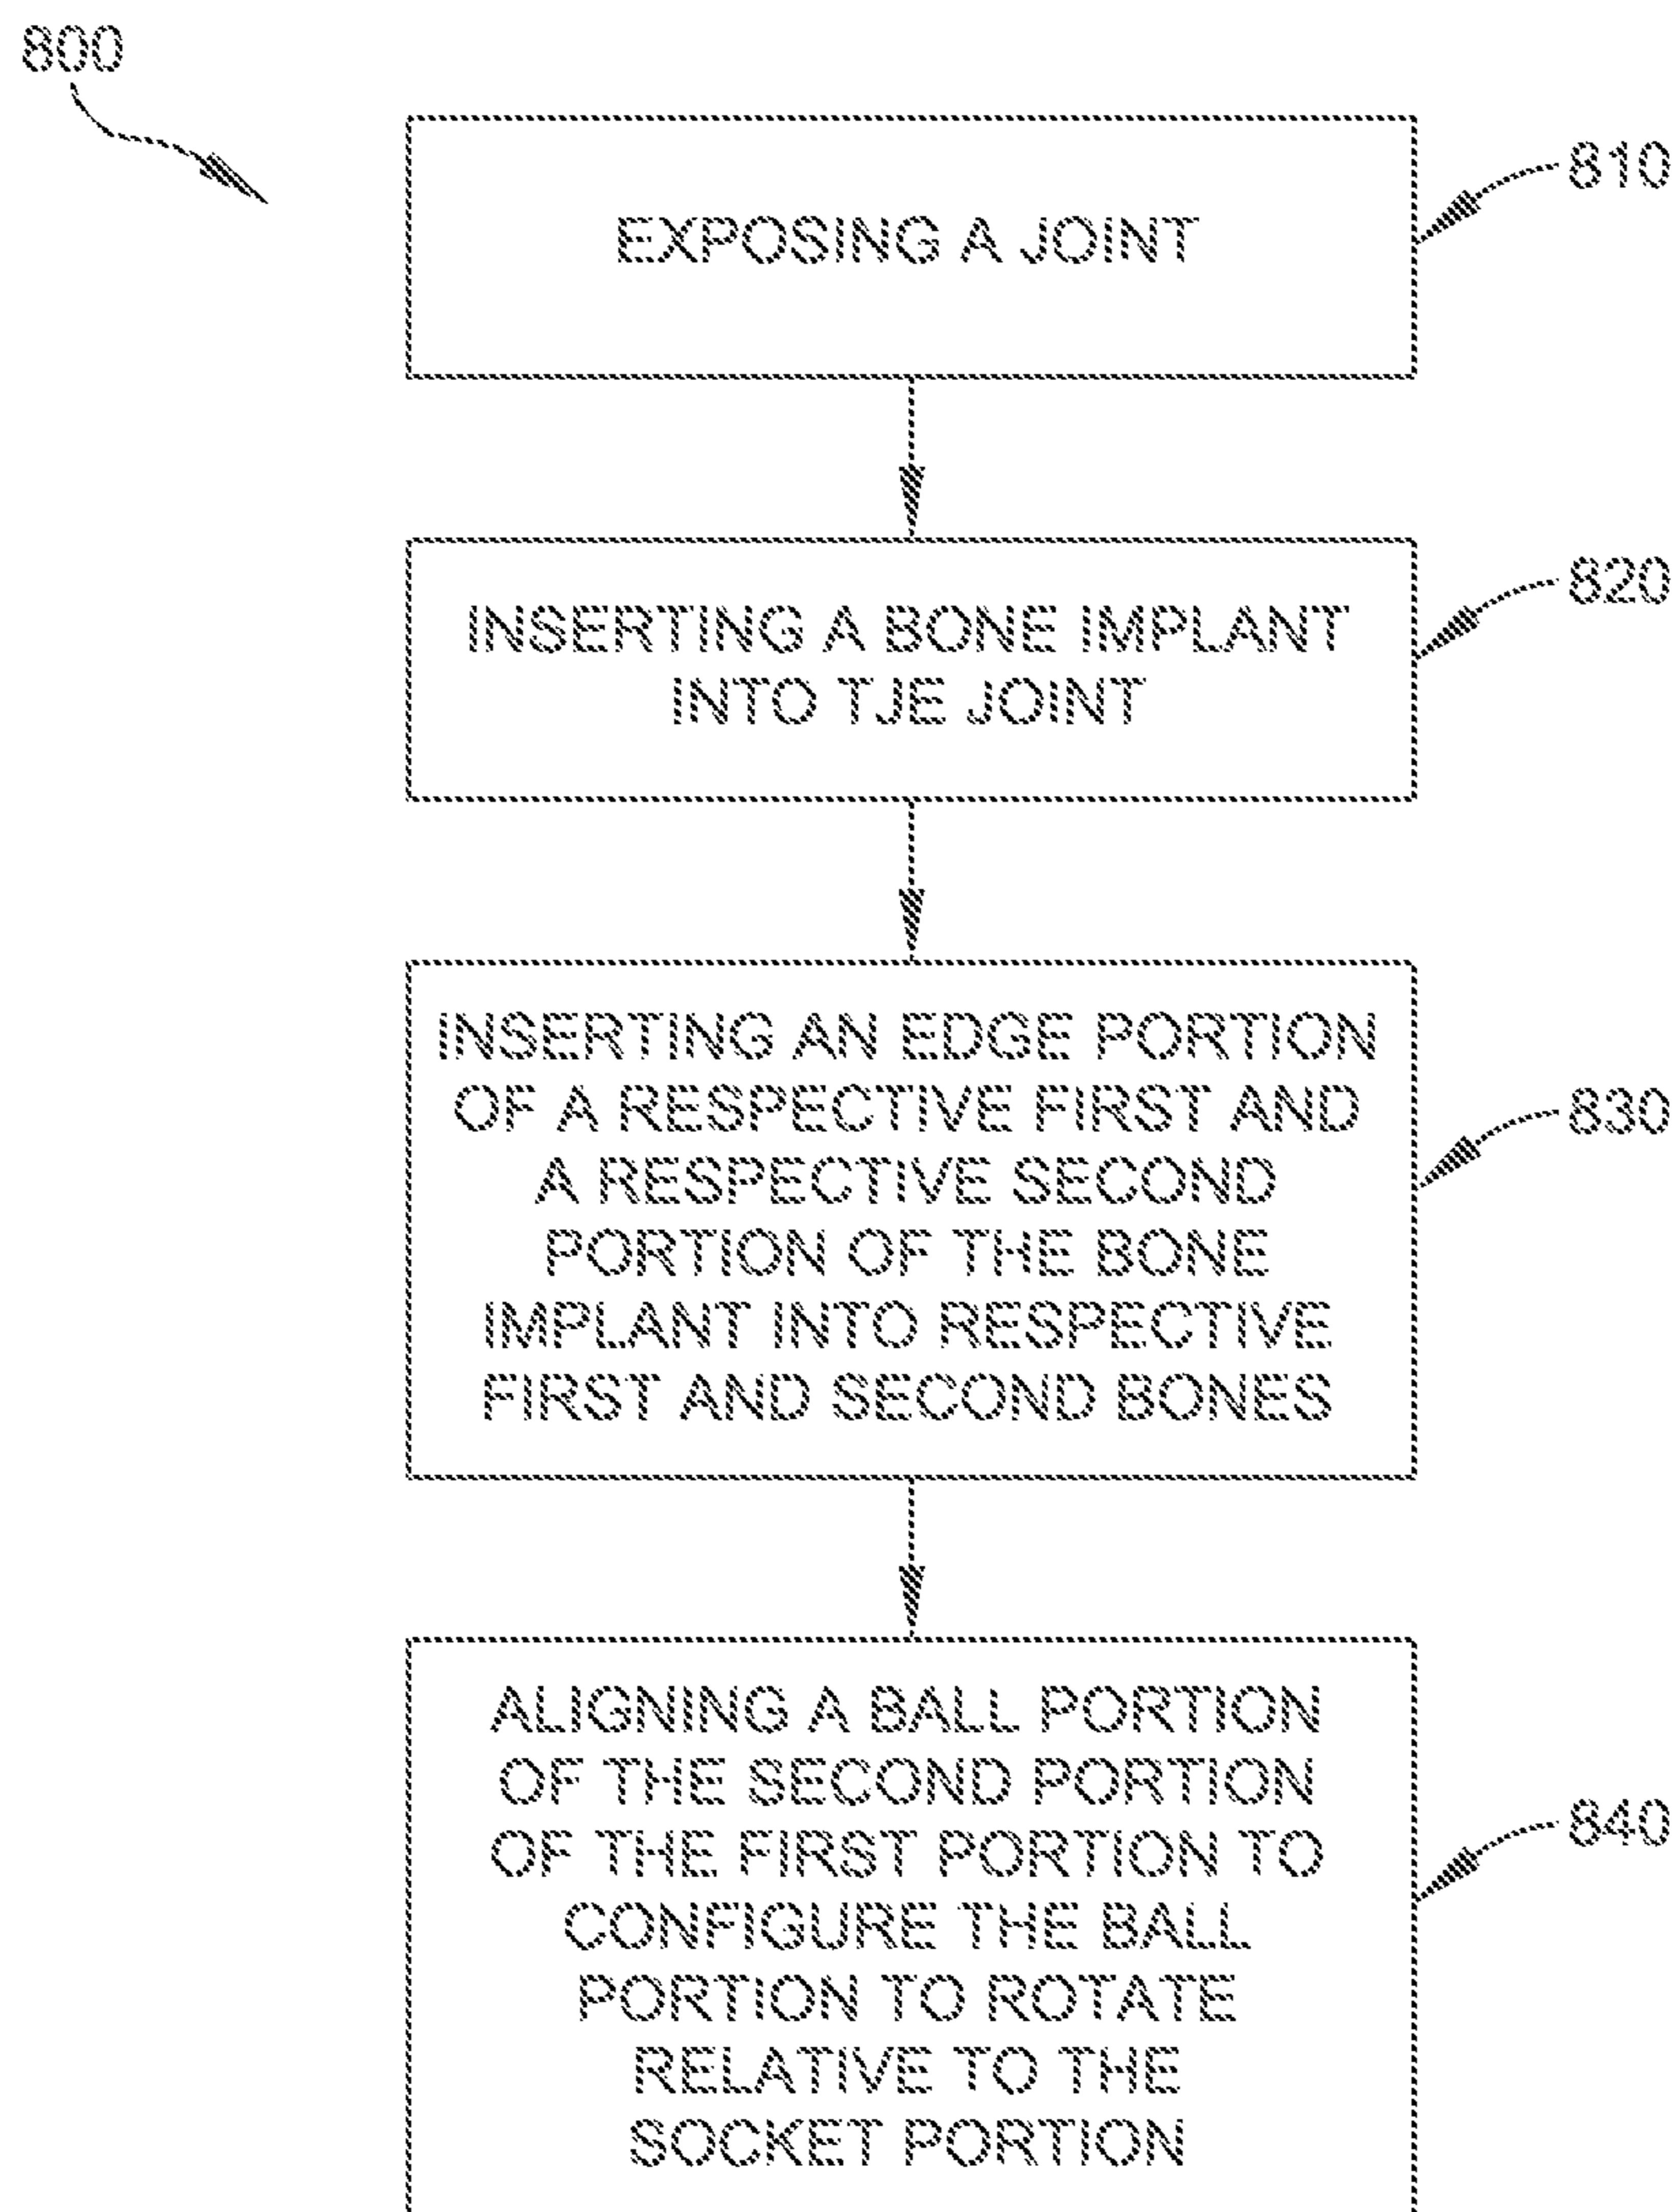 800
EXPOSING A JOINT
810
INSERTING A BONE IMPLANT
INTO TJE JOINT
820
INSERTING AN EDGE PORTION
OF A RESPECTIVE FIRST AND
A RESPECTIVE SECOND
PORTION OF THE BONE
IMPLANT INTO RESPECTIVE
FIRST AND SECOND BONES
830
ALIGNING A BALL PORTION
OF THE SECOND PORTION
OF THE FIRST PORTION TO
CONFIGURE THE BALL
PORTION TO ROTATE
RELATIVE TO THE
SOCKET PORTION
840